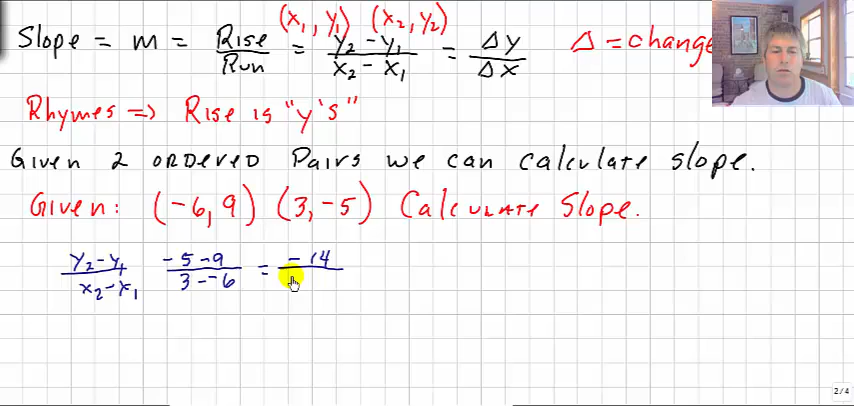 (x₁, y₁) (x₂, y₂)
Slope = m = Rise/Run = y₂ - y₁/x₂ - x₁ = Δy/Δx Δ = change
Rhymes => Rise is "y's"
Given 2 ORDERED Pairs we can calculate slope.
Given: (-6, 9) (3, -5) Calculate Slope.
y₂-y₁/x₂-x₁ -5-9/3--6 = -14
2/4